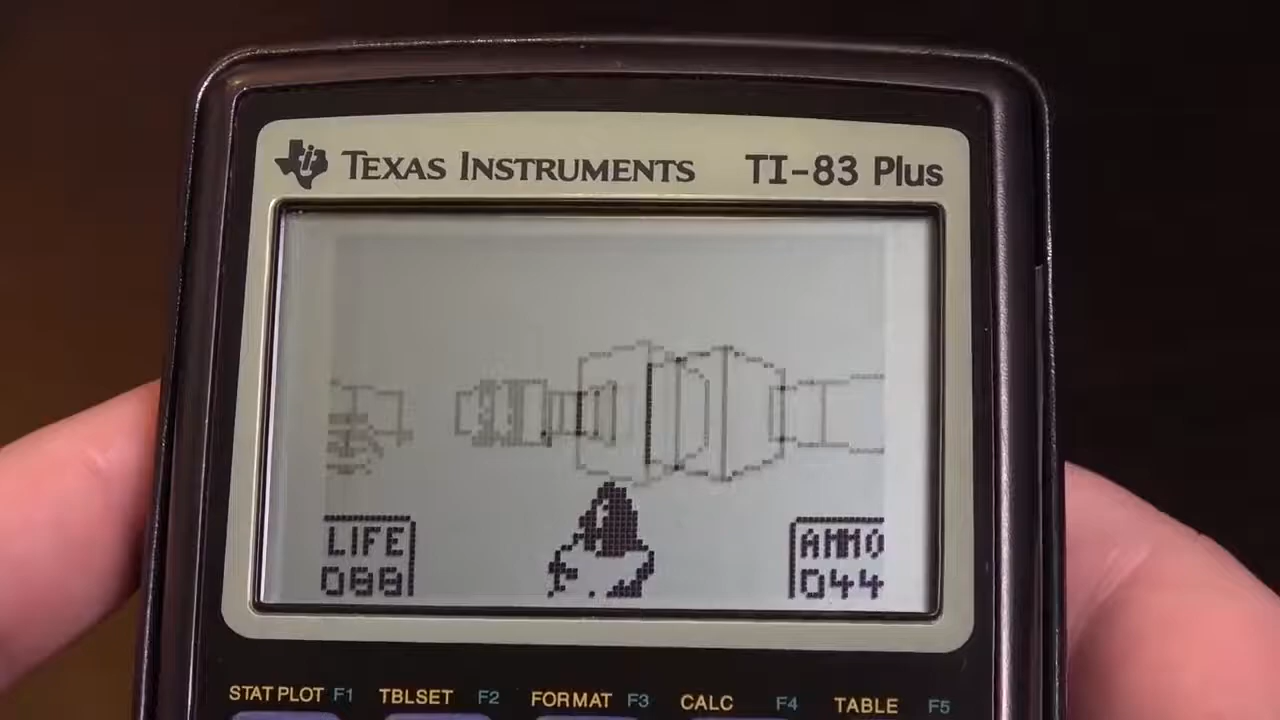 TEXAS INSTRUMENTS TI-83 Plus
LIFE AMMO
088 044
STAT PLOT F1 TBLSET F2 FORMAT F3 CALC F4 TABLE F5